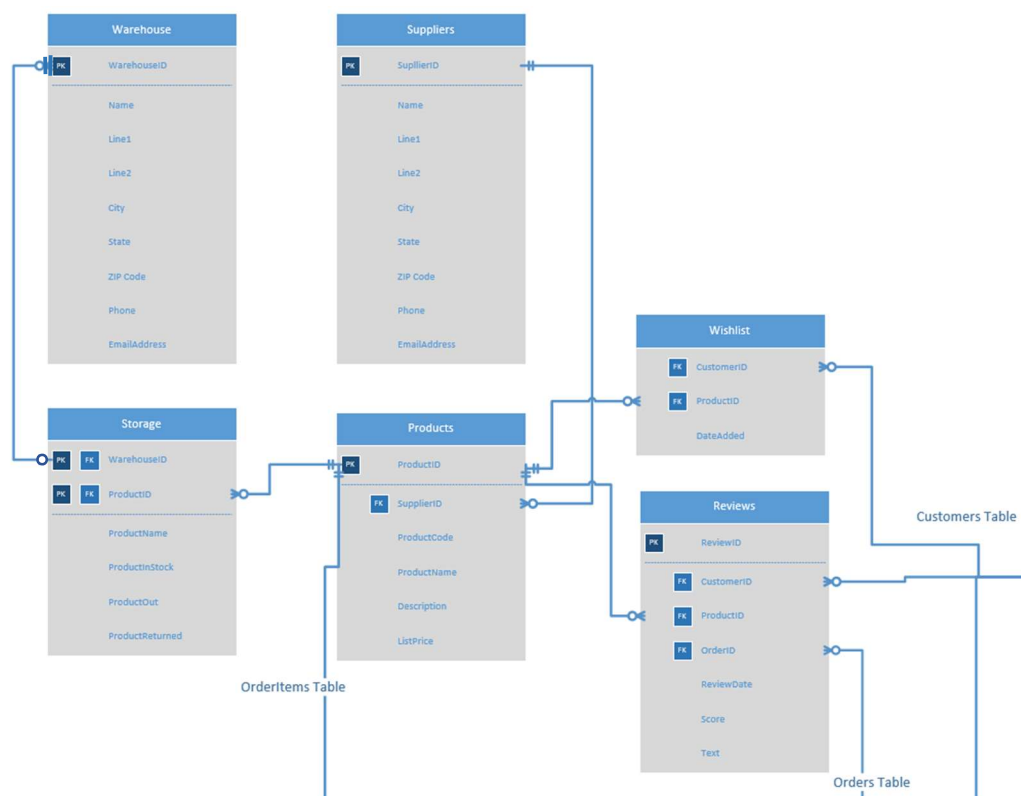 Warehouse
PK WarehouseID
Name
Line1
Line2
City
State
ZIP Code
Phone
EmailAddress
Suppliers
PK SupllierID
Name
Line1
Line2
City
State
ZIP Code
Phone
EmailAddress
Wishlist
FK CustomerID
FK ProductID
DateAdded
Storage
PK FK WarehouseID
PK FK ProductID
ProductName
ProductInStock
ProductOut
ProductReturned
Products
PK ProductID
FK SupplierID
ProductCode
ProductName
Description
ListPrice
Reviews
PK ReviewID
FK CustomerID
FK ProductID
FK OrderID
ReviewDate
Score
Text
Customers Table
OrderItems Table
Orders Table